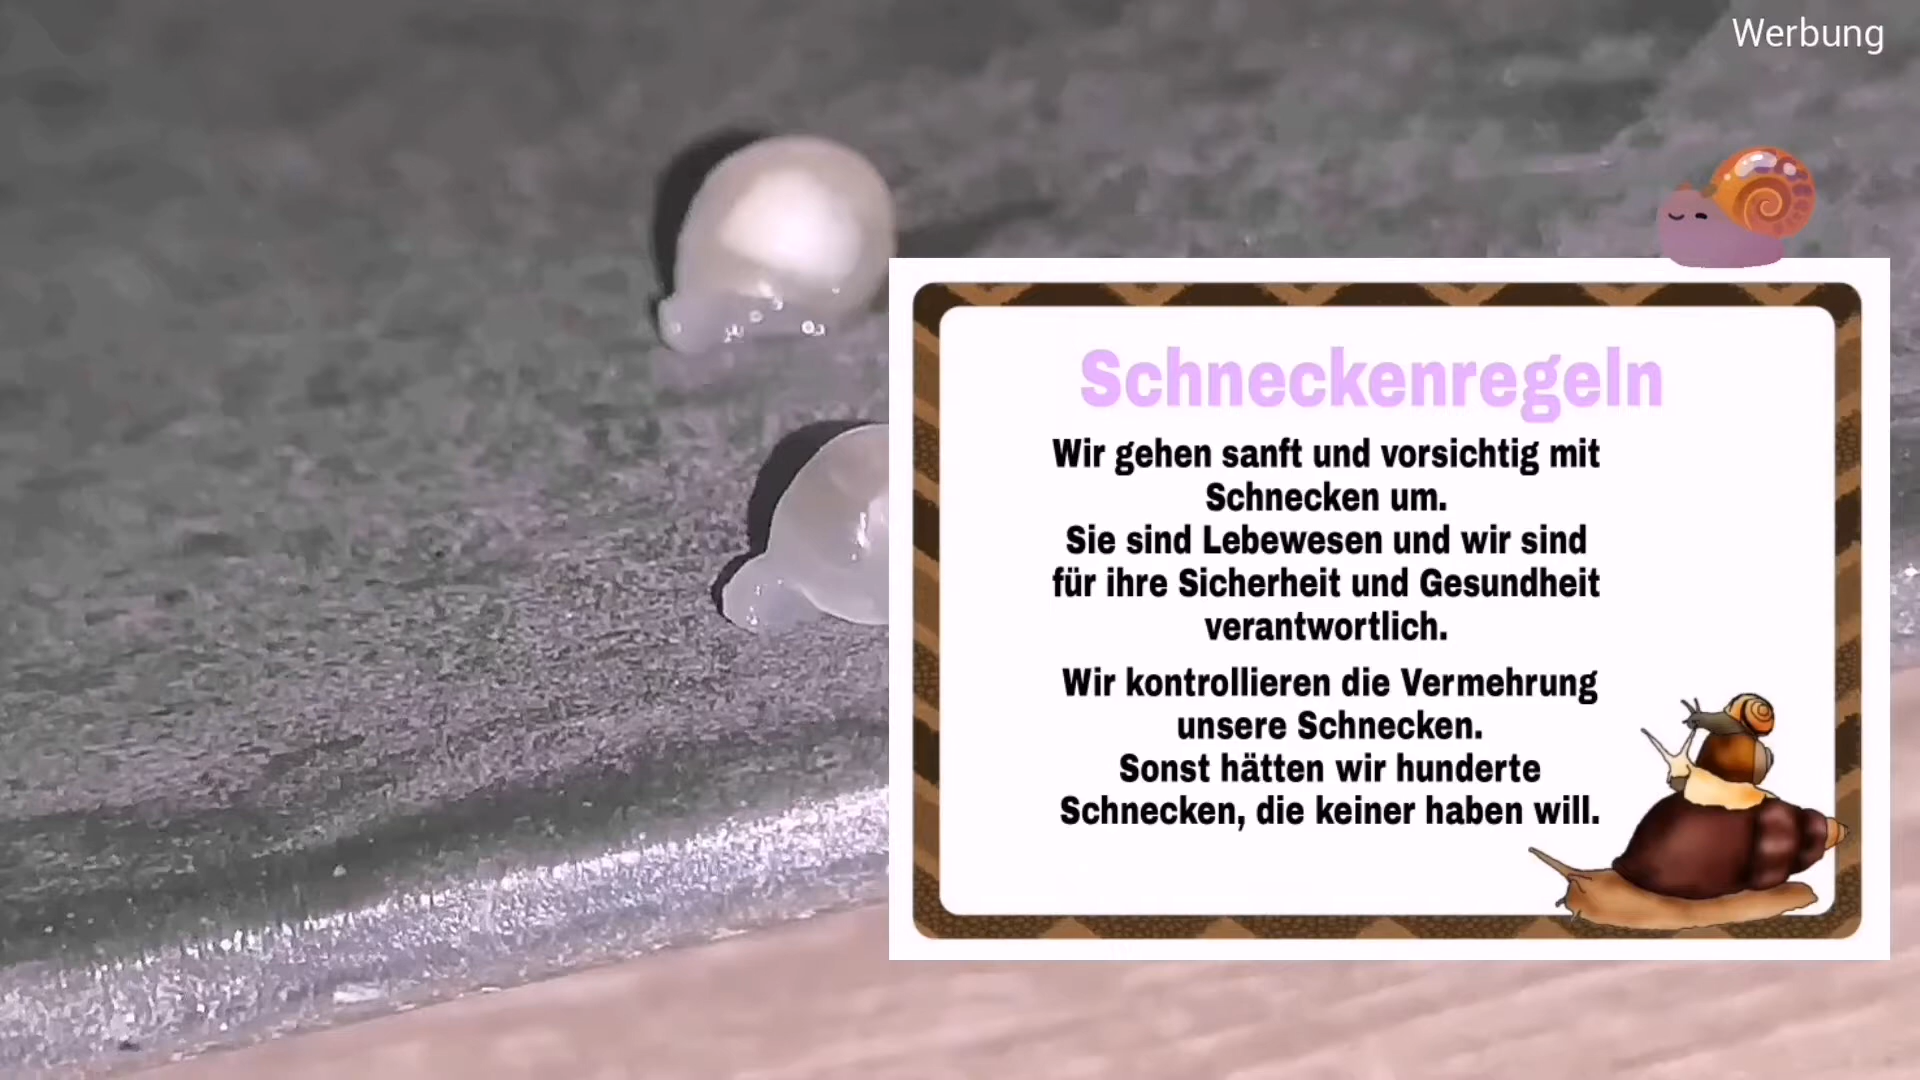 Werbung
Schneckenregeln
Wir gehen sanft und vorsichtig mit
Schnecken um.
Sie sind Lebewesen und wir sind
für ihre Sicherheit und Gesundheit
verantwortlich.
Wir kontrollieren die Vermehrung
unsere Schnecken.
Sonst hätten wir hunderte
Schnecken, die keiner haben will.